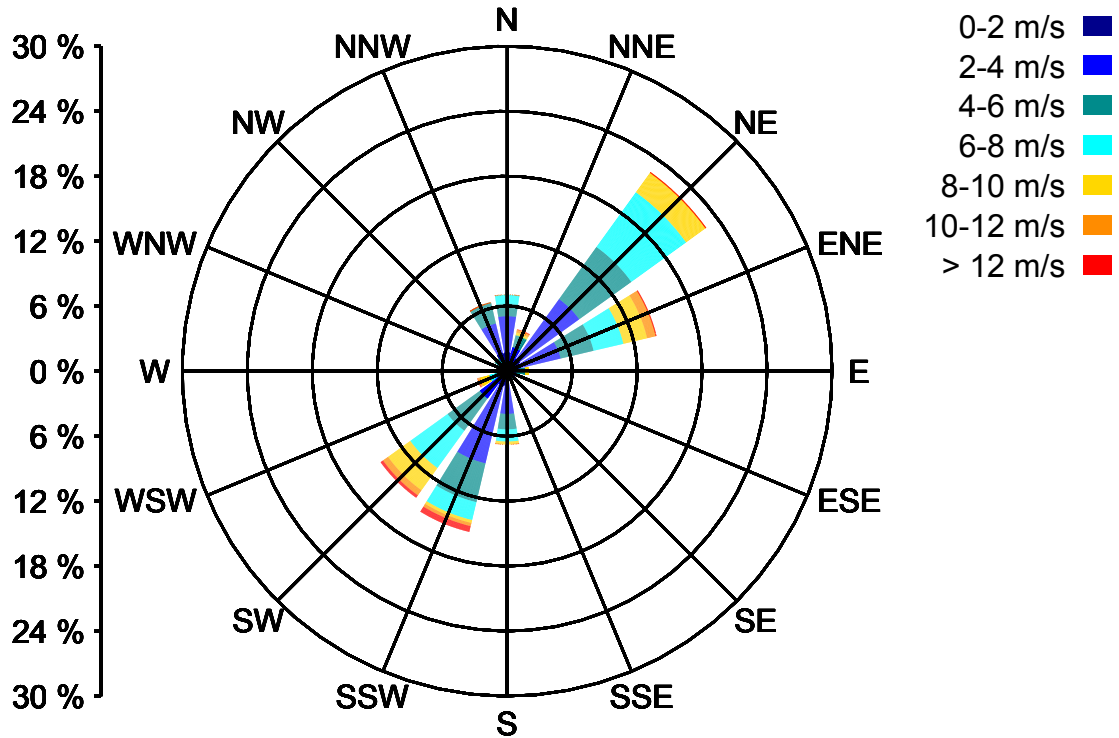 N
NNE
NE
ENE
E
ESE
SE
SSE
S
SSW
SW
WSW
W
WNW
NW
NNW
30 %
24 %
18 %
12 %
6 %
0 %
6 %
12 %
18 %
24 %
30 %
0-2 m/s
2-4 m/s
4-6 m/s
6-8 m/s
8-10 m/s
10-12 m/s
> 12 m/s